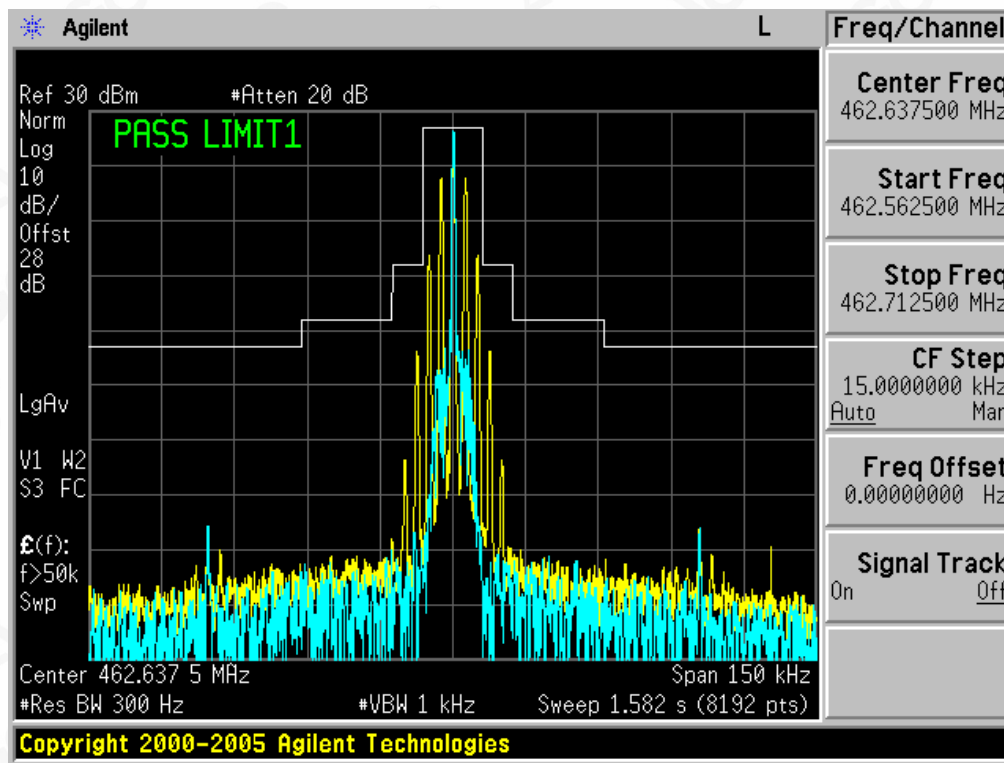 Agilent L
Freq/Channel
Ref 30 dBm #Atten 20 dB
Norm
Log
10
dB/
Offst
28
dB
PASS LIMIT1
LgAv
V1 W2
S3 FC
£(f):
f>50k
Swp
Center 462.637 5 MHz Span 150 kHz
#Res BW 300 Hz #VBW 1 kHz Sweep 1.582 s (8192 pts)
Copyright 2000-2005 Agilent Technologies
Center Freq
462.637500 MHz
Start Freq
462.562500 MHz
Stop Freq
462.712500 MHz
CF Step
15.0000000 kHz
Auto Man
Freq Offset
0.00000000 Hz
Signal Track
On Off